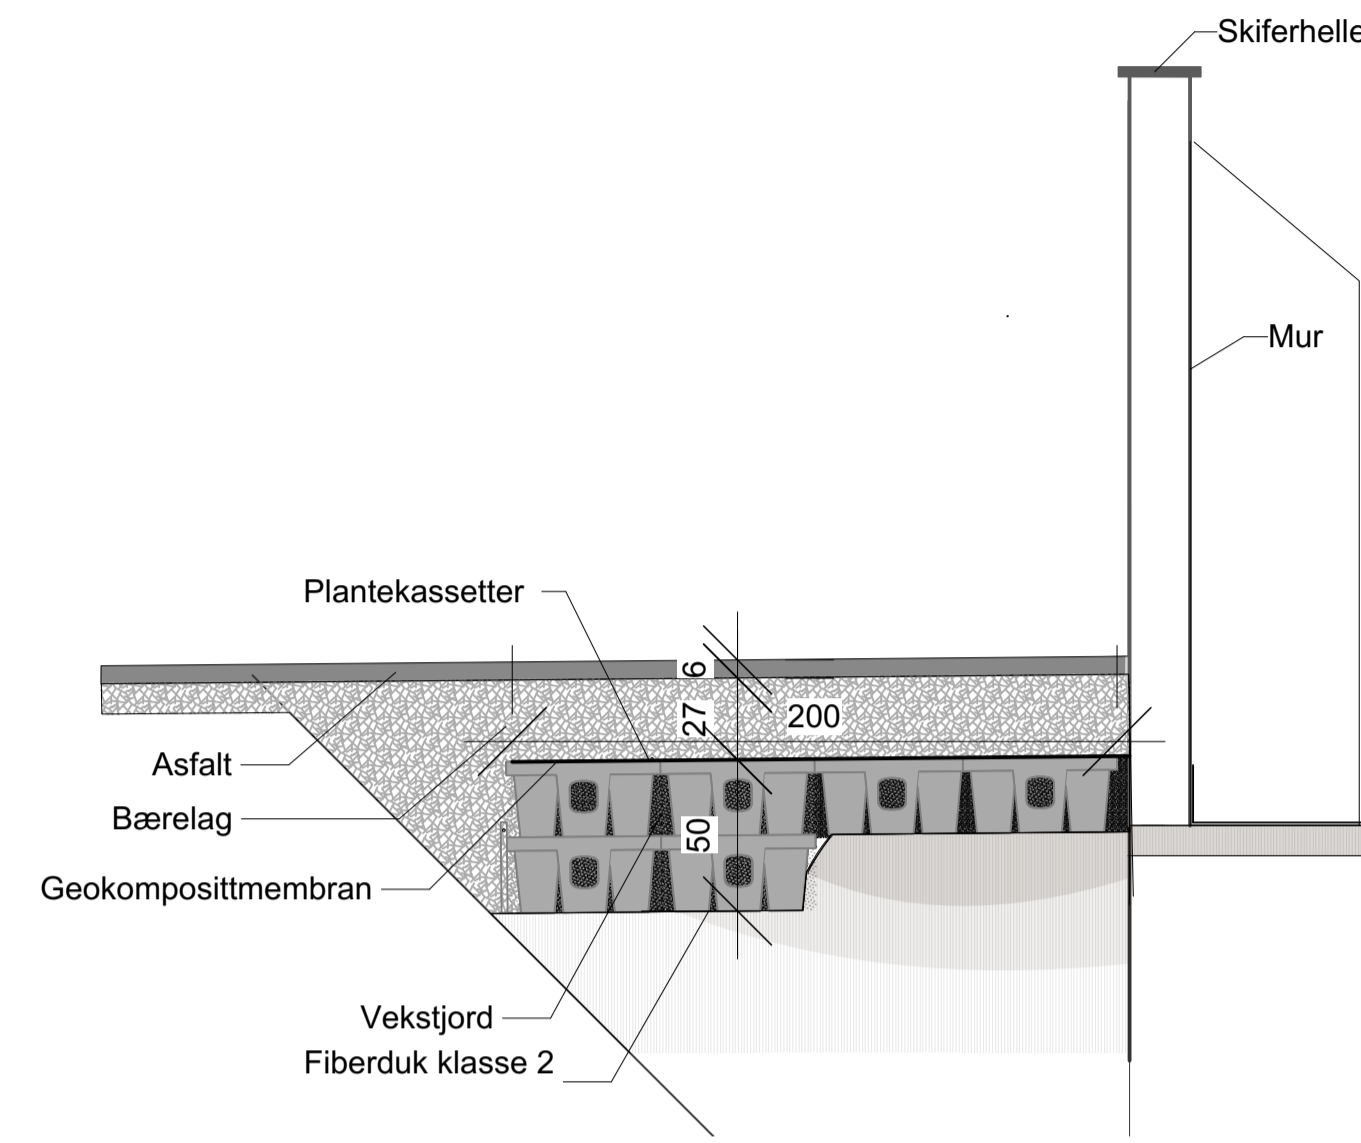 Skiferhelle
Mur
Plantekassetter
6
27
200
Asfalt
Bærelag
50
Geokomposittmembran
Vekstjord
Fiberduk klasse 2